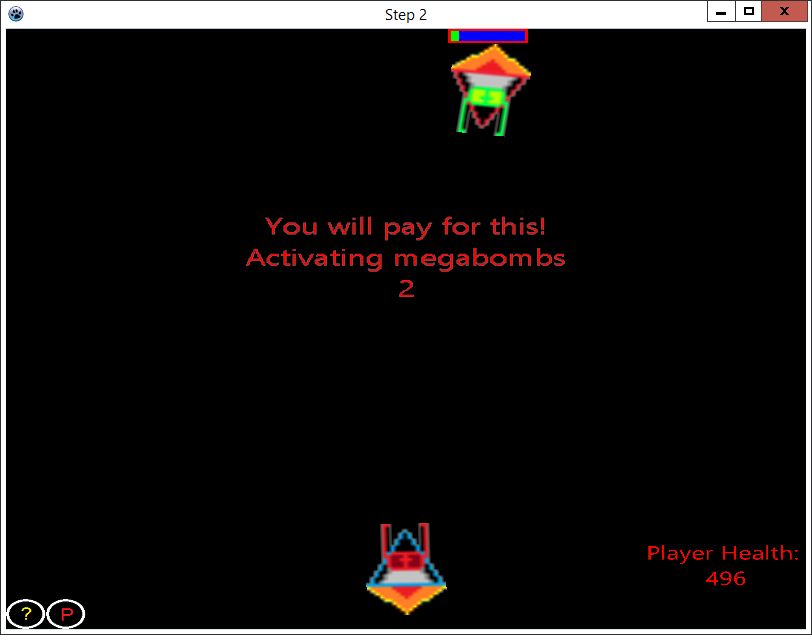 Step 2
You will pay for this!
Activating megabombs
2
Player Health:
496
? P